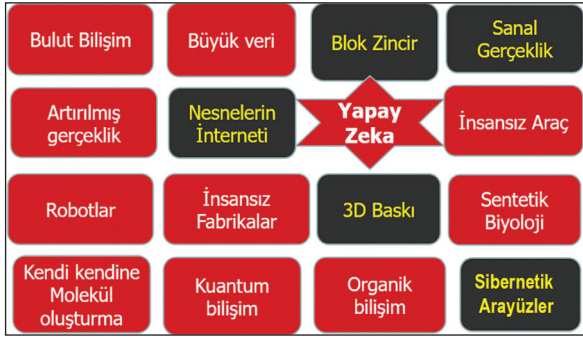 Bulut Bilişim
Büyük veri
Blok Zincir
Sanal
Gerçeklik
Artırılmış
gerçeklik
Nesnelerin
İnterneti
Yapay
Zeka
İnsansız Araç
Robotlar
İnsansız
Fabrikalar
3D Baskı
Sentetik
Biyoloji
Kendi kendine
Molekül
oluşturma
Kuantum
bilişim
Organik
bilişim
Sibernetik
Arayüzler